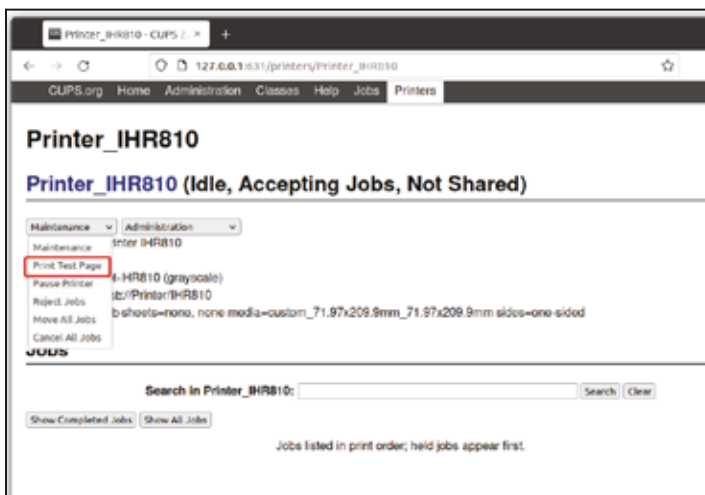 Printer_IHR810 - CUPS 2.
127.0.0.1:631/printers/Printer_IHR810
CUPS.org Home Administration Classes Help Jobs Printers
Printer_IHR810
Printer_IHR810 (Idle, Accepting Jobs, Not Shared)
Maintenance Administration
Maintenance inter IHR810
Print Test Page
Pause Printer -HR810 (grayscale)
Reject Jobs b://Printer/IHR810
Move All Jobs b sheets=none, none media=custom_71.97x209.9mm_71.97x209.9mm sides=one-sided
Cancel All Jobs
Jobs
Search in Printer_IHR810: Search Clear
Show Completed Jobs Show All Jobs
Jobs listed in print order; held jobs appear first.